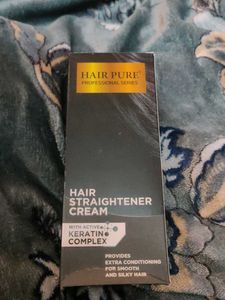 HAIR PURE®
PROFESSIONAL SERIES
HAIR
STRAIGHTENER
CREAM
WITH ACTIVE
KERATIN
COMPLEX
PROVIDES
EXTRA CONDITIONING
FOR SMOOTH
AND SILKY HAIR